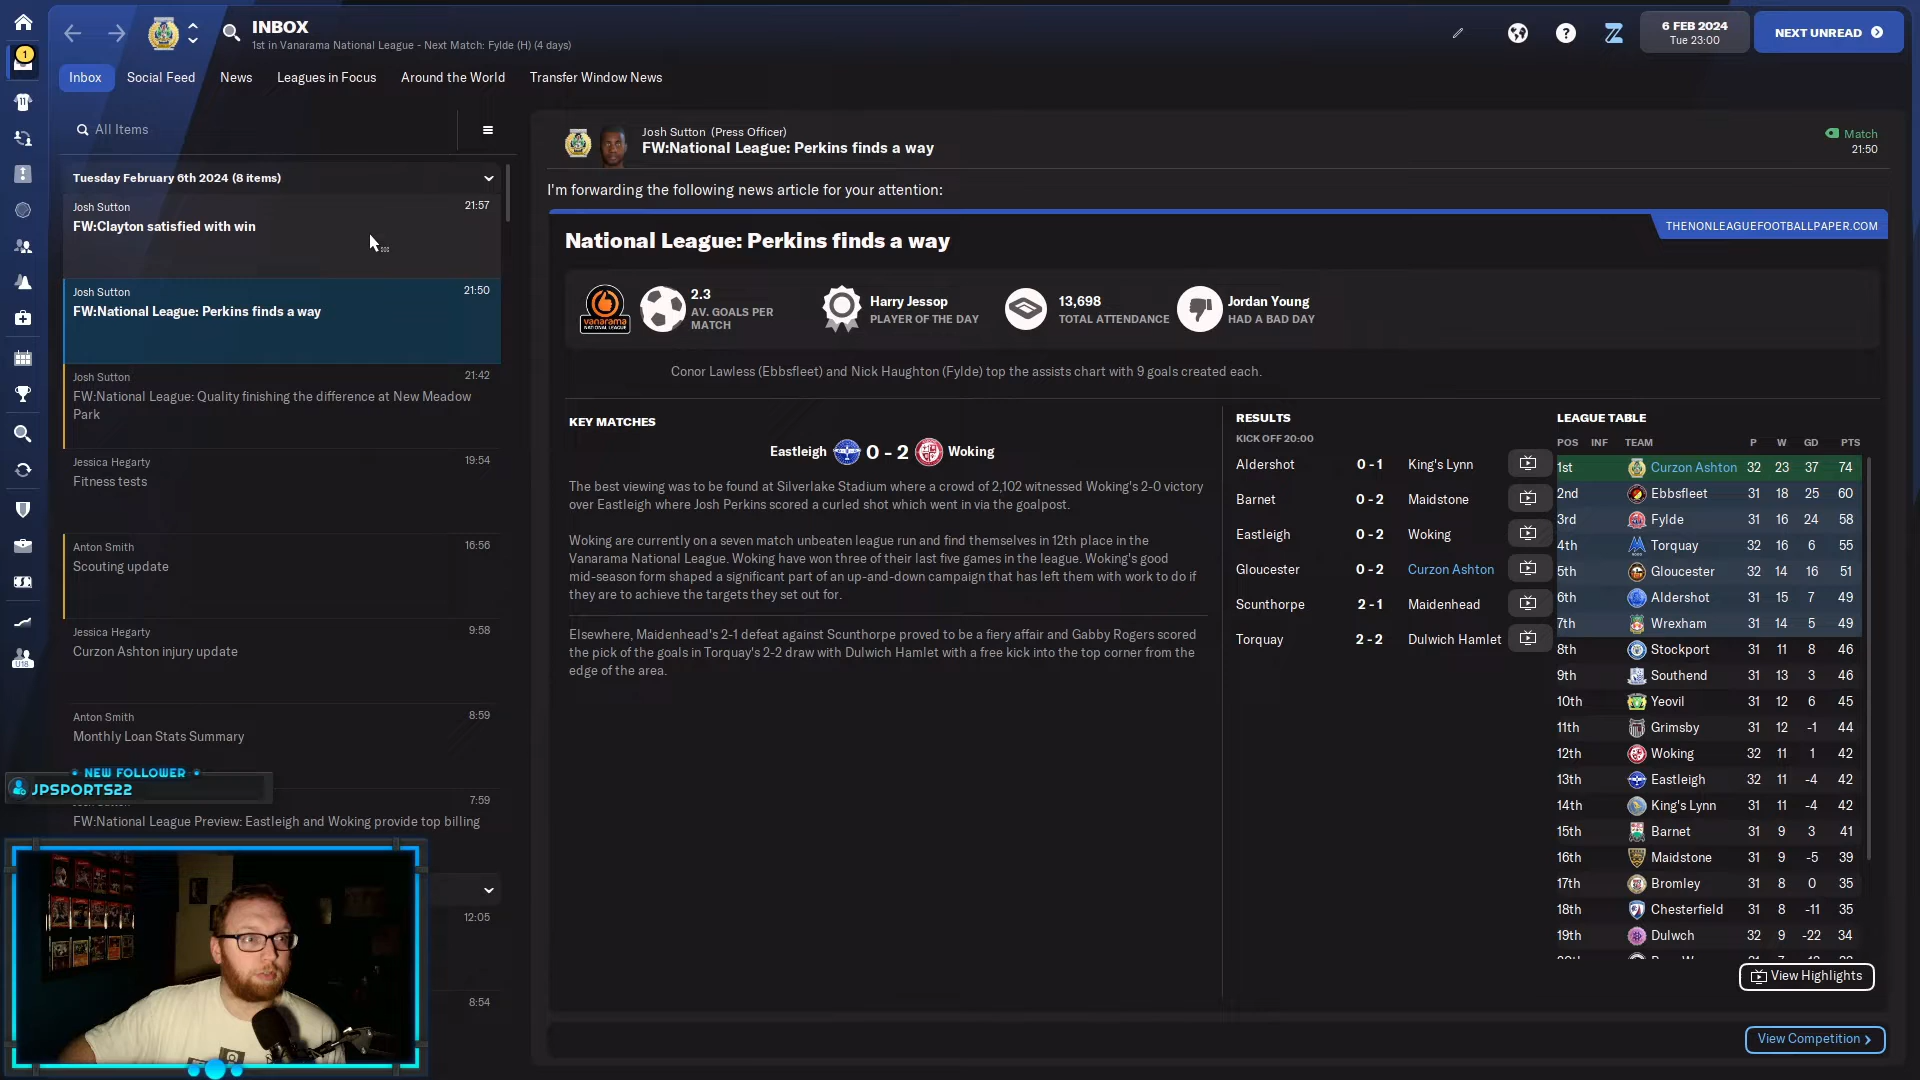 INBOX
1st in Vanarama National League - Next Match: Fylde (H) (4 days)
6 FEB 2024
Tue 23:00
NEXT UNREAD
1
Inbox
Social Feed
News
Leagues in Focus
Around the World
Transfer Window News
All Items
Tuesday February 6th 2024 (8 items)
Josh Sutton 21:57
FW:Clayton satisfied with win
Josh Sutton 21:50
FW:National League: Perkins finds a way
Josh Sutton 21:42
FW:National League: Quality finishing the difference at New Meadow
Park
Jessica Hegarty 19:54
Fitness tests
Anton Smith 16:56
Scouting update
Jessica Hegarty 9:58
Curzon Ashton injury update
Anton Smith 8:59
Monthly Loan Stats Summary
NEW FOLLOWER
JPSPORTS22
7:59
FW:National League Preview: Eastleigh and Woking provide top billing
12:05
8:54
U18
Josh Sutton (Press Officer)
FW:National League: Perkins finds a way
Match
21:50
I'm forwarding the following news article for your attention:
THENONLEAGUEFOOTBALLPAPER.COM
National League: Perkins finds a way
vanarama
NATIONAL LEAGUE
2.3
AV. GOALS PER
MATCH
Harry Jessop
PLAYER OF THE DAY
13,698
TOTAL ATTENDANCE
Jordan Young
HAD A BAD DAY
Conor Lawless (Ebbsfleet) and Nick Haughton (Fylde) top the assists chart with 9 goals created each.
KEY MATCHES
Eastleigh 0 - 2 Woking
The best viewing was to be found at Silverlake Stadium where a crowd of 2,102 witnessed Woking's 2-0 victory
over Eastleigh where Josh Perkins scored a curled shot which went in via the goalpost.
Woking are currently on a seven match unbeaten league run and find themselves in 12th place in the
Vanarama National League. Woking have won three of their last five games in the league. Woking's good
mid-season form shaped a significant part of an up-and-down campaign that has left them with work to do if
they are to achieve the targets they set out for.
Elsewhere, Maidenhead's 2-1 defeat against Scunthorpe proved to be a fiery affair and Gabby Rogers scored
the pick of the goals in Torquay's 2-2 draw with Dulwich Hamlet with a free kick into the top corner from the
edge of the area.
RESULTS
KICK OFF 20:00
Aldershot 0 - 1 King's Lynn
Barnet 0 - 2 Maidstone
Eastleigh 0 - 2 Woking
Gloucester 0 - 2 Curzon Ashton
Scunthorpe 2 - 1 Maidenhead
Torquay 2 - 2 Dulwich Hamlet
LEAGUE TABLE
POS INF TEAM P W GD PTS
1st Curzon Ashton 32 23 37 74
2nd Ebbsfleet 31 18 25 60
3rd Fylde 31 16 24 58
4th Torquay 32 16 6 55
5th Gloucester 32 14 16 51
6th Aldershot 31 15 7 49
7th Wrexham 31 14 5 49
8th Stockport 31 11 8 46
9th Southend 31 13 3 46
10th Yeovil 31 12 6 45
11th Grimsby 31 12 -1 44
12th Woking 32 11 1 42
13th Eastleigh 32 11 -4 42
14th King's Lynn 31 11 -4 42
15th Barnet 31 9 3 41
16th Maidstone 31 9 -5 39
17th Bromley 31 8 0 35
18th Chesterfield 31 8 -11 35
19th Dulwch 32 9 -22 34
View Highlights
View Competition